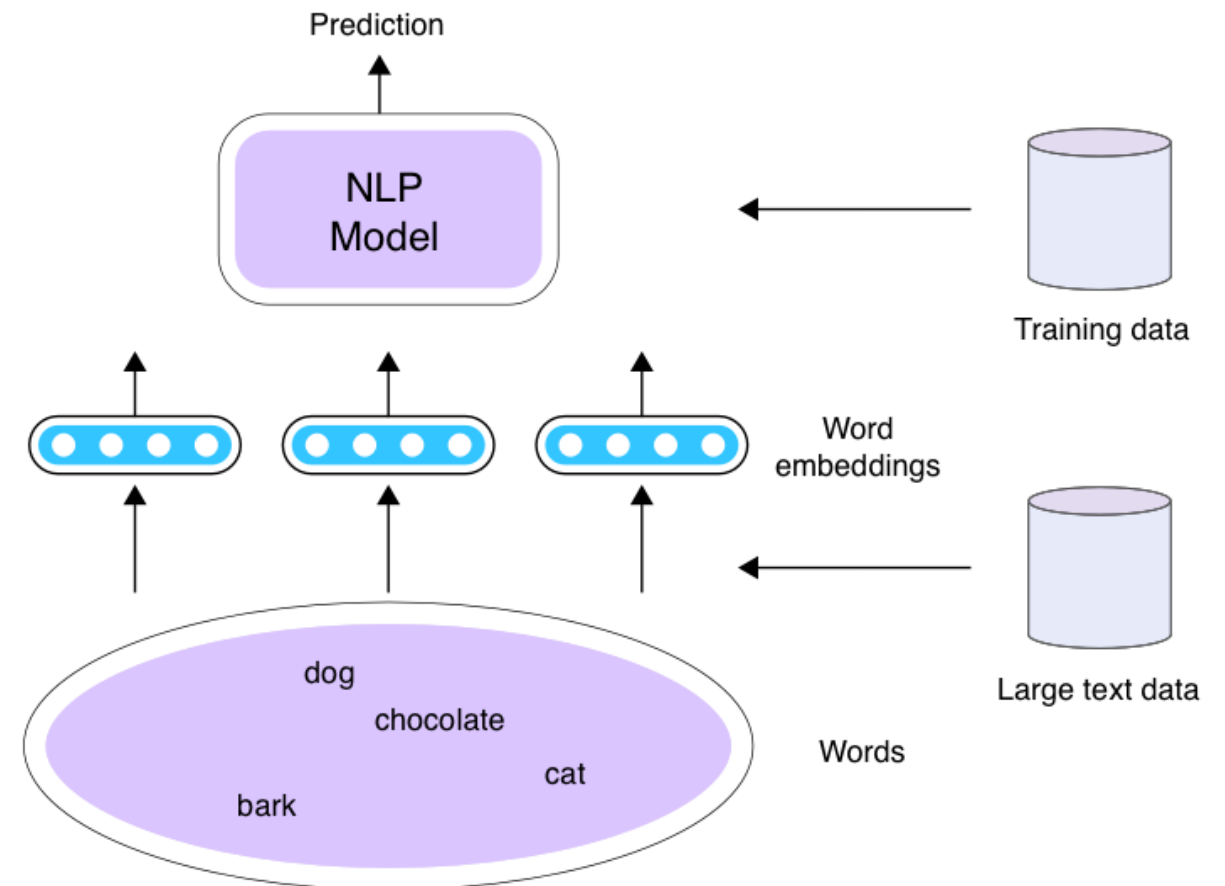 Prediction
NLP
Model
Training data
Word
embeddings
Large text data
dog
chocolate
Words
cat
bark